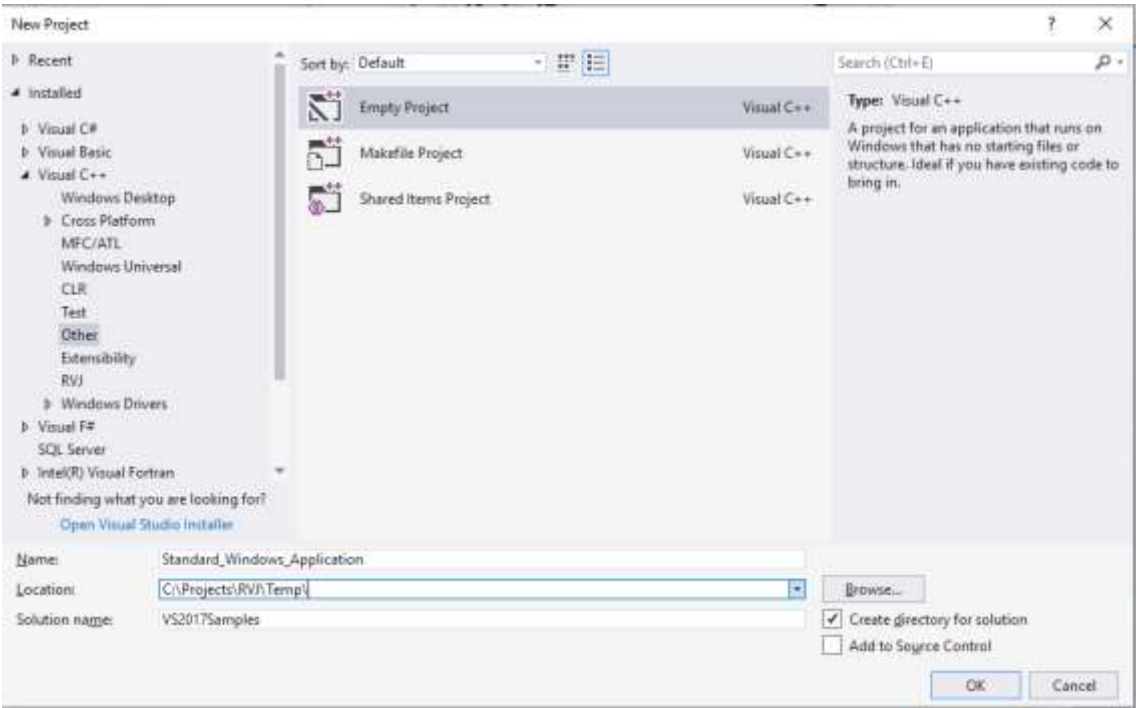 New Project
?
Recent
Installed
Visual C#
Visual Basic
Visual C++
Windows Desktop
Cross Platform
MFC/ATL
Windows Universal
CLR
Test
Other
Extensibility
RVJ
Windows Drivers
Visual F#
SQL Server
Intel(R) Visual Fortran
Not finding what you are looking for?
Open Visual Studio Installer
Sort by: Default
Empty Project Visual C++
Makefile Project Visual C++
Shared Items Project Visual C++
Search (Ctrl+E)
Type: Visual C++
A project for an application that runs on
Windows that has no starting files or
structure. Ideal if you have existing code to
bring in.
Name: Standard_Windows_Application
Location: C:\Projects\RVJ\Temp\
Browse...
Solution name: VS2017Samples
Create directory for solution
Add to Source Control
OK Cancel